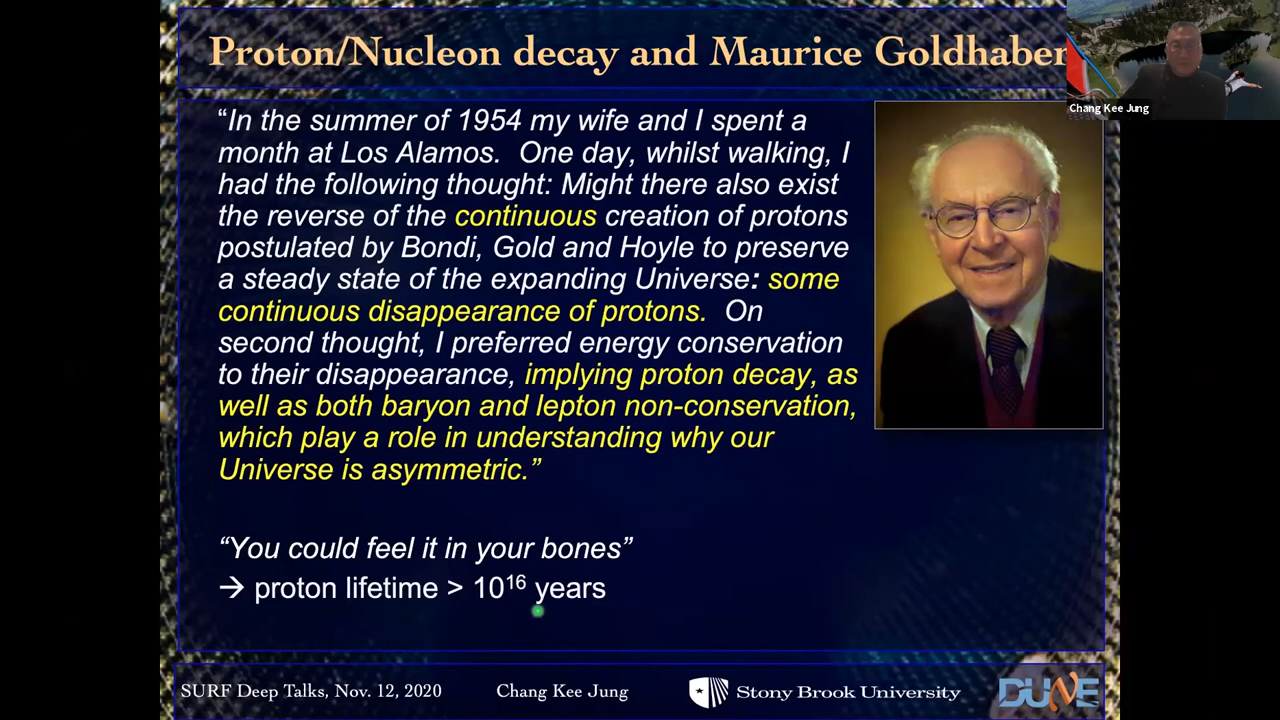 Proton/Nucleon decay and Maurice Goldhaber
Chang Kee Jung
“In the summer of 1954 my wife and I spent a
month at Los Alamos. One day, whilst walking, I
had the following thought: Might there also exist
the reverse of the continuous creation of protons
postulated by Bondi, Gold and Hoyle to preserve
a steady state of the expanding Universe: some
continuous disappearance of protons. On
second thought, I preferred energy conservation
to their disappearance, implying proton decay, as
well as both baryon and lepton non-conservation,
which play a role in understanding why our
Universe is asymmetric.”
“You could feel it in your bones”
→ proton lifetime > 10¹⁶ years
SURF Deep Talks, Nov. 12, 2020 Chang Kee Jung Stony Brook University DUNE